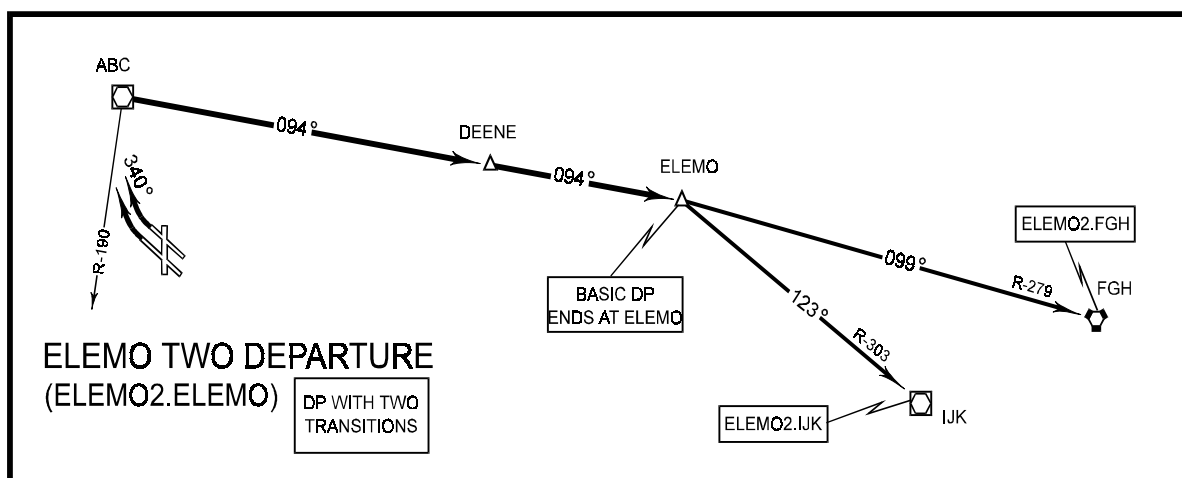 ABC
094°
DEENE
094°
ELEMO
340°
R-190
ELEMO2.FGH
099°
R-279
FGH
BASIC DP
ENDS AT ELEMO
123°
R-303
ELEMO TWO DEPARTURE
(ELEMO2.ELEMO)
DP WITH TWO
TRANSITIONS
ELEMO2.IJK
IJK